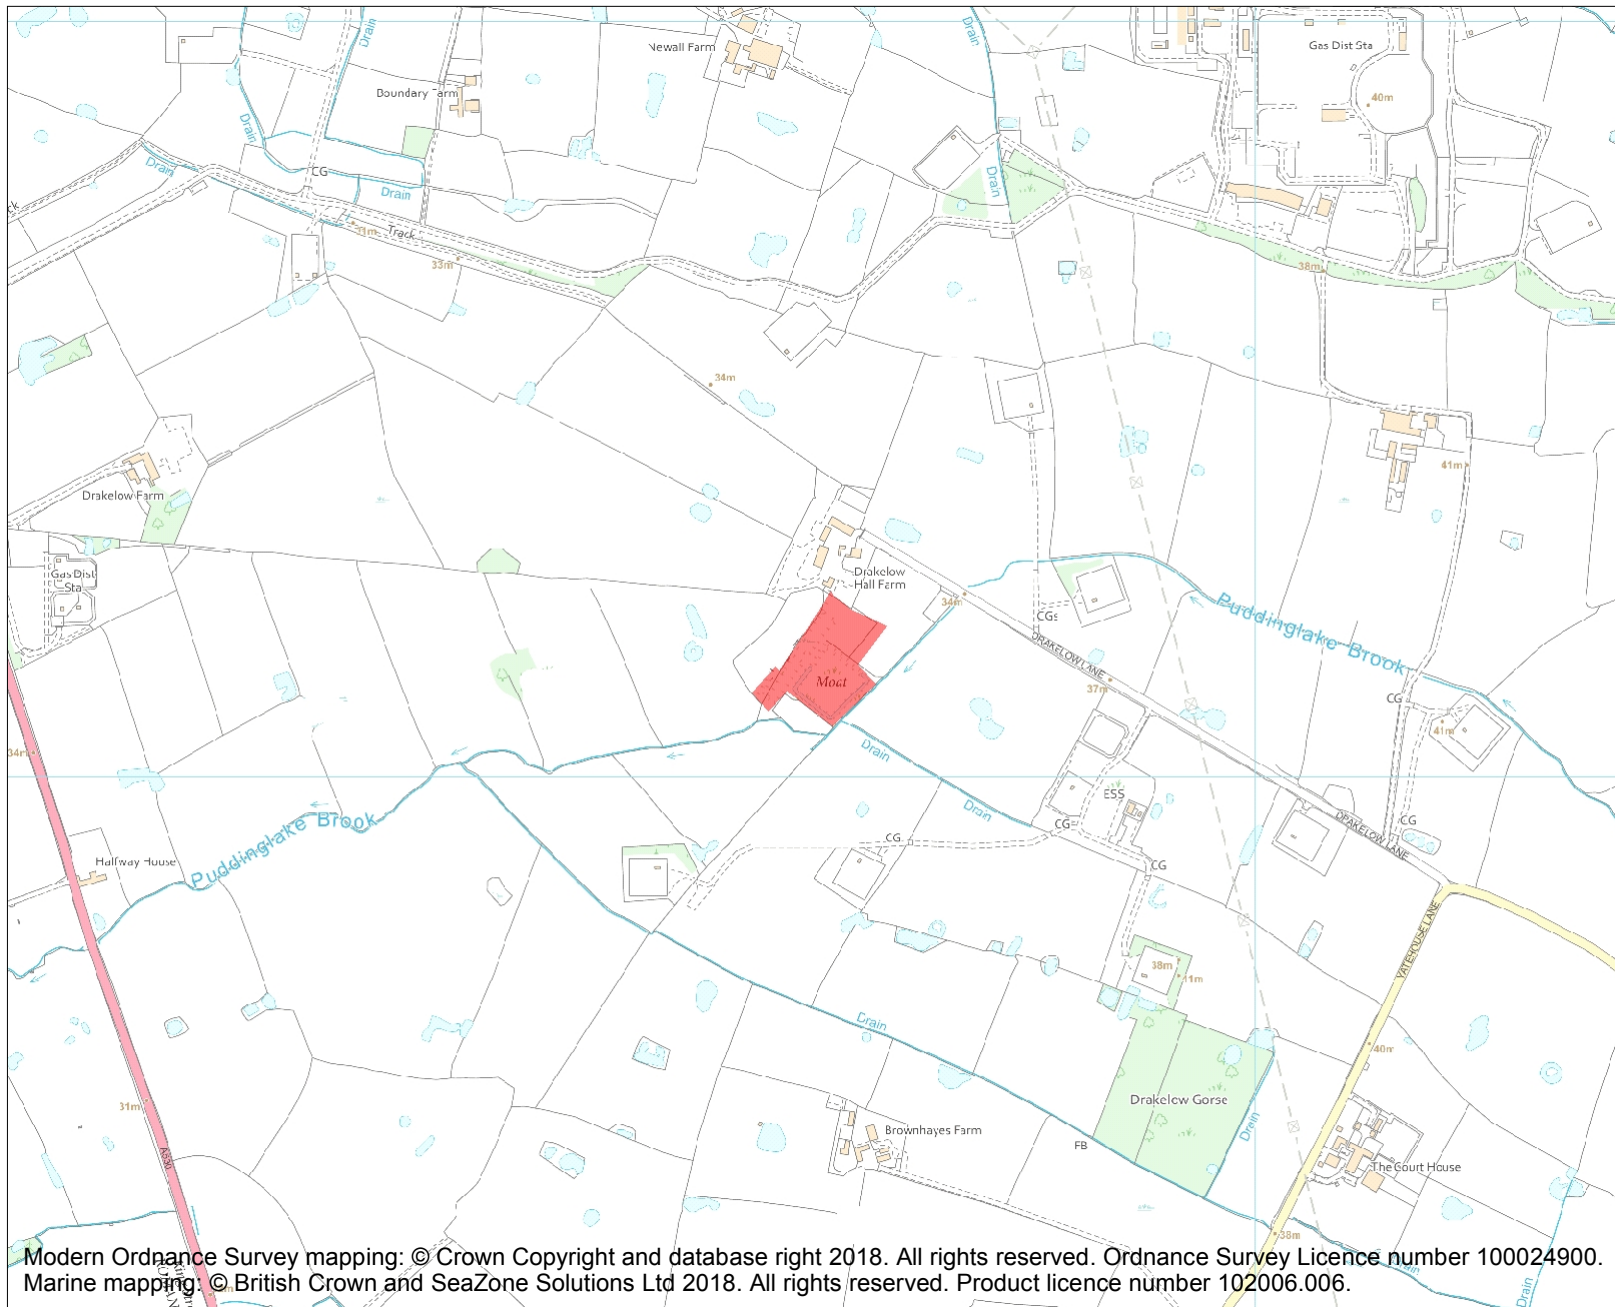 Drain
Drain
Newall Farm
Gas Dist Sta
Boundary Farm
40m
Drain
Drain
CG
Drain
Drain
Track
33m
38m
34m
41m
Drakelow Farm
Gas Dist
Sta
Drakelow
Hall Farm
34m
CGs
Puddinglake Brook
DRAKELOW LANE
Moat
37m
CG
41m
34m
Drain
ESS
Drain
CG
CG
DRAKELOW LANE
CG
Puddinglake Brook
Halfway House
CG
YATEHOUSE LANE
38m
41m
Drain
40m
31m
Drakelow Gorse
Drain
Brownhayes Farm
FB
A530
The Court House
38m
Drain
Drain
Modern Ordnance Survey mapping: © Crown Copyright and database right 2018. All rights reserved. Ordnance Survey Licence number 100024900.
Marine mapping: © British Crown and SeaZone Solutions Ltd 2018. All rights reserved. Product licence number 102006.006.